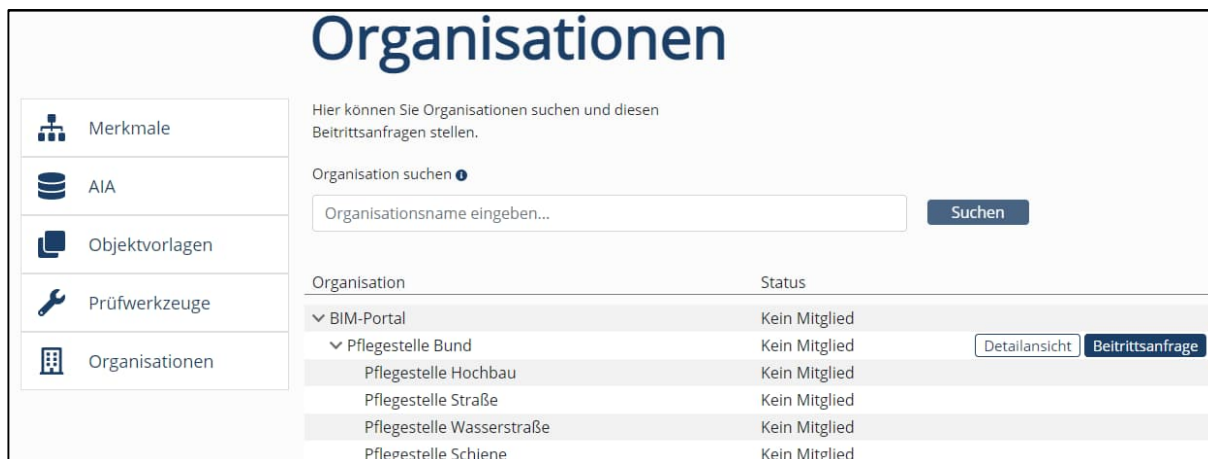 Organisationen
Hier können Sie Organisationen suchen und diesen
Beitrittsanfragen stellen.
Merkmale
AIA
Objektvorlagen
Prüfwerkzeuge
Organisationen
Organisation suchen
Organisationsname eingeben...
Suchen
Organisation Status
BIM-Portal Kein Mitglied
Pflegestelle Bund Kein Mitglied Detailansicht Beitrittsanfrage
Pflegestelle Hochbau Kein Mitglied
Pflegestelle Straße Kein Mitglied
Pflegestelle Wasserstraße Kein Mitglied
Pflegestelle Schiene Kein Mitglied